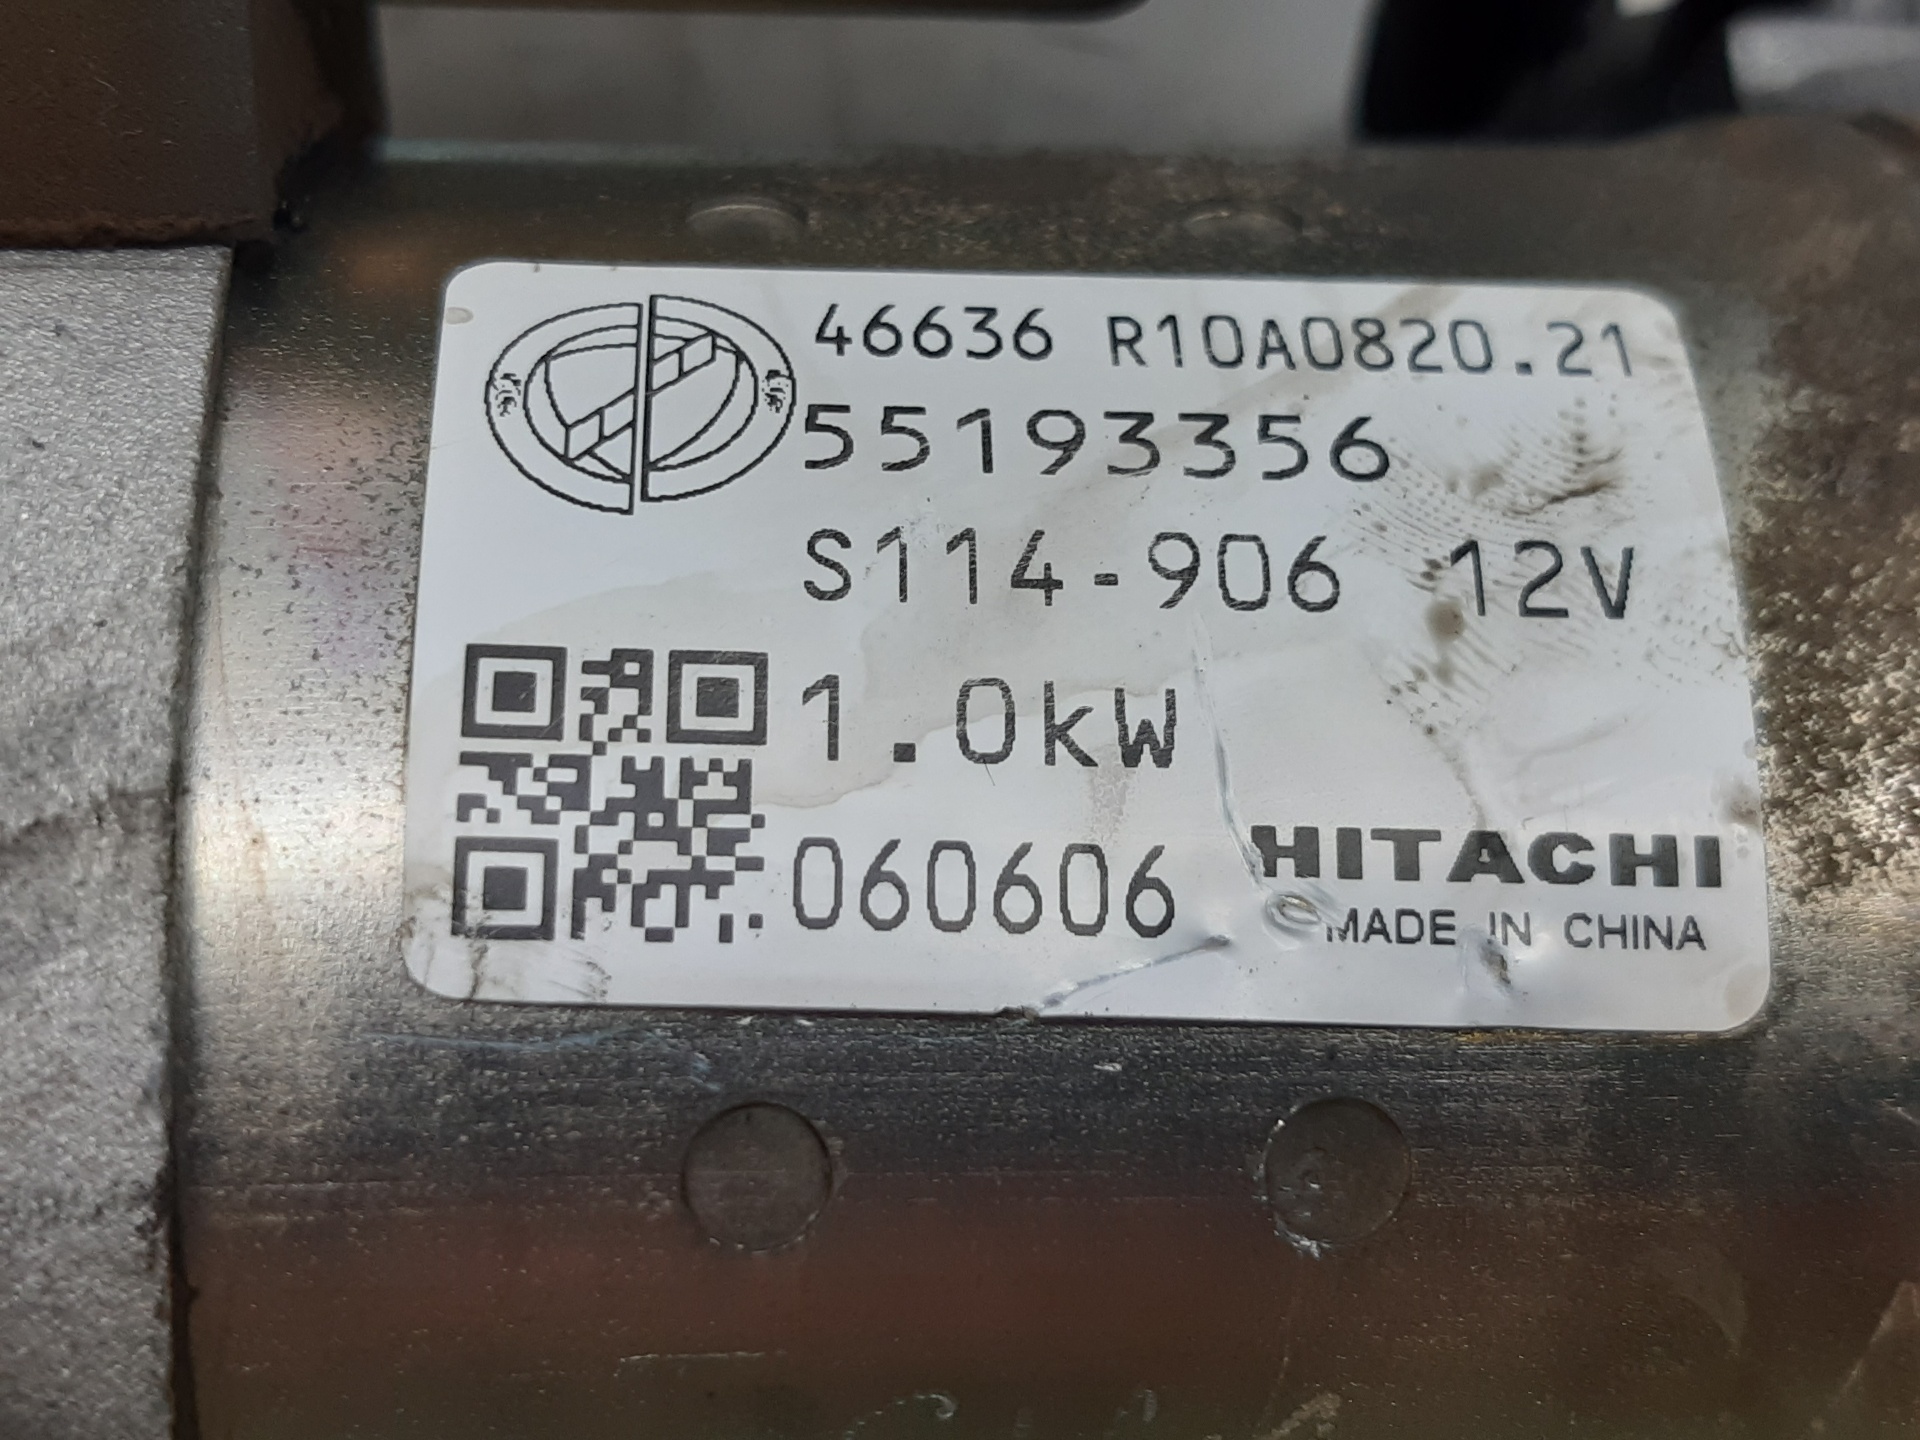 46636 R10A0820.21
55193356
S114-906 12V
1.0kW
060606
HITACHI
MADE IN CHINA